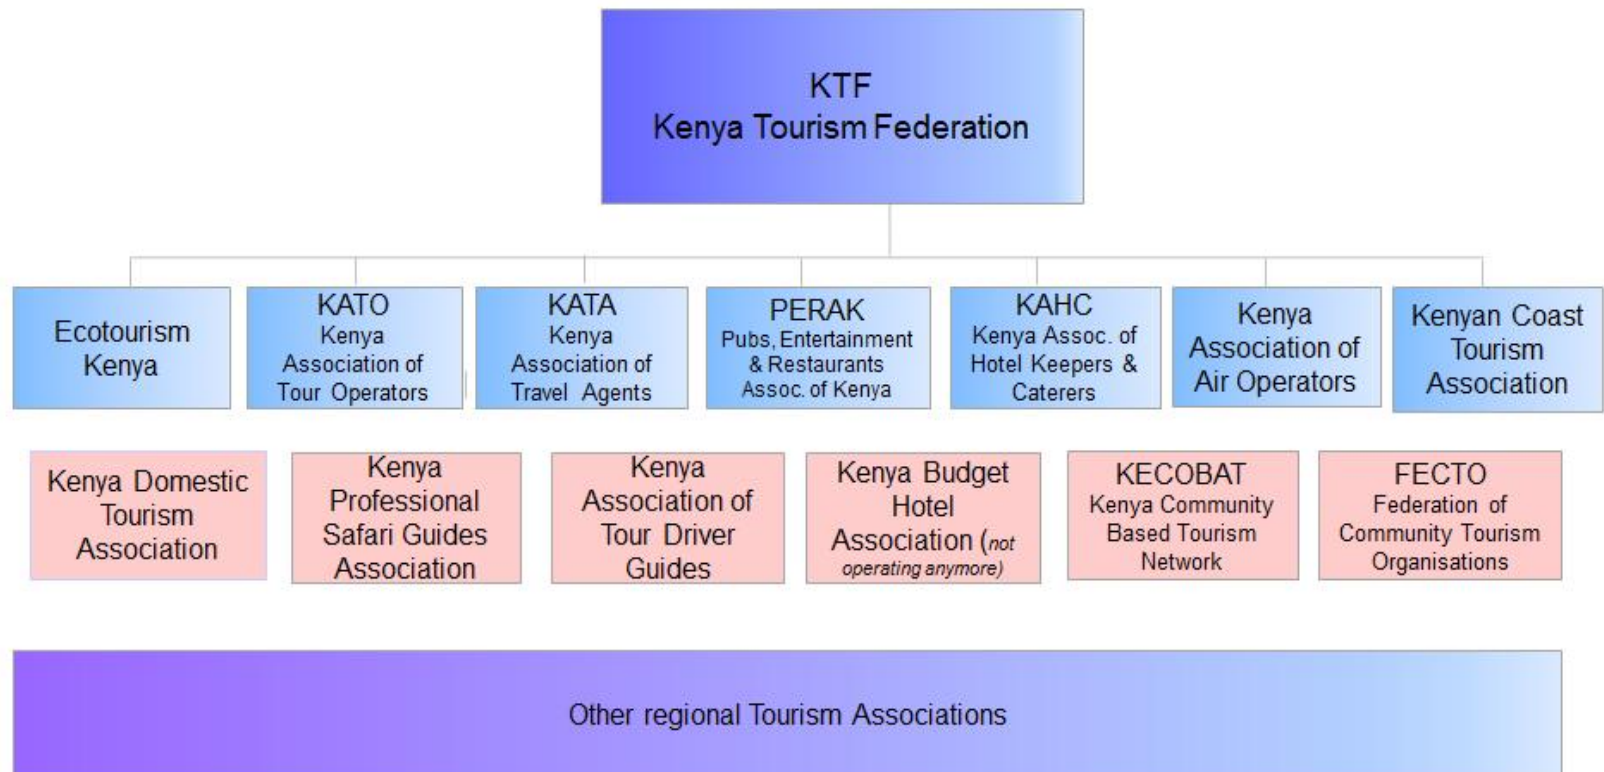 KTF
Kenya Tourism Federation
Ecotourism
Kenya
KATO
Kenya
Association of
Tour Operators
KATA
Kenya
Association of
Travel Agents
PERAK
Pubs, Entertainment
& Restaurants
Assoc. of Kenya
KAHC
Kenya Assoc. of
Hotel Keepers &
Caterers
Kenya
Association of
Air Operators
Kenyan Coast
Tourism
Association
Kenya Domestic
Tourism
Association
Kenya
Professional
Safari Guides
Association
Kenya
Association of
Tour Driver
Guides
Kenya Budget
Hotel
Association (not
operating anymore)
KECOBAT
Kenya Community
Based Tourism
Network
FECTO
Federation of
Community Tourism
Organisations
Other regional Tourism Associations